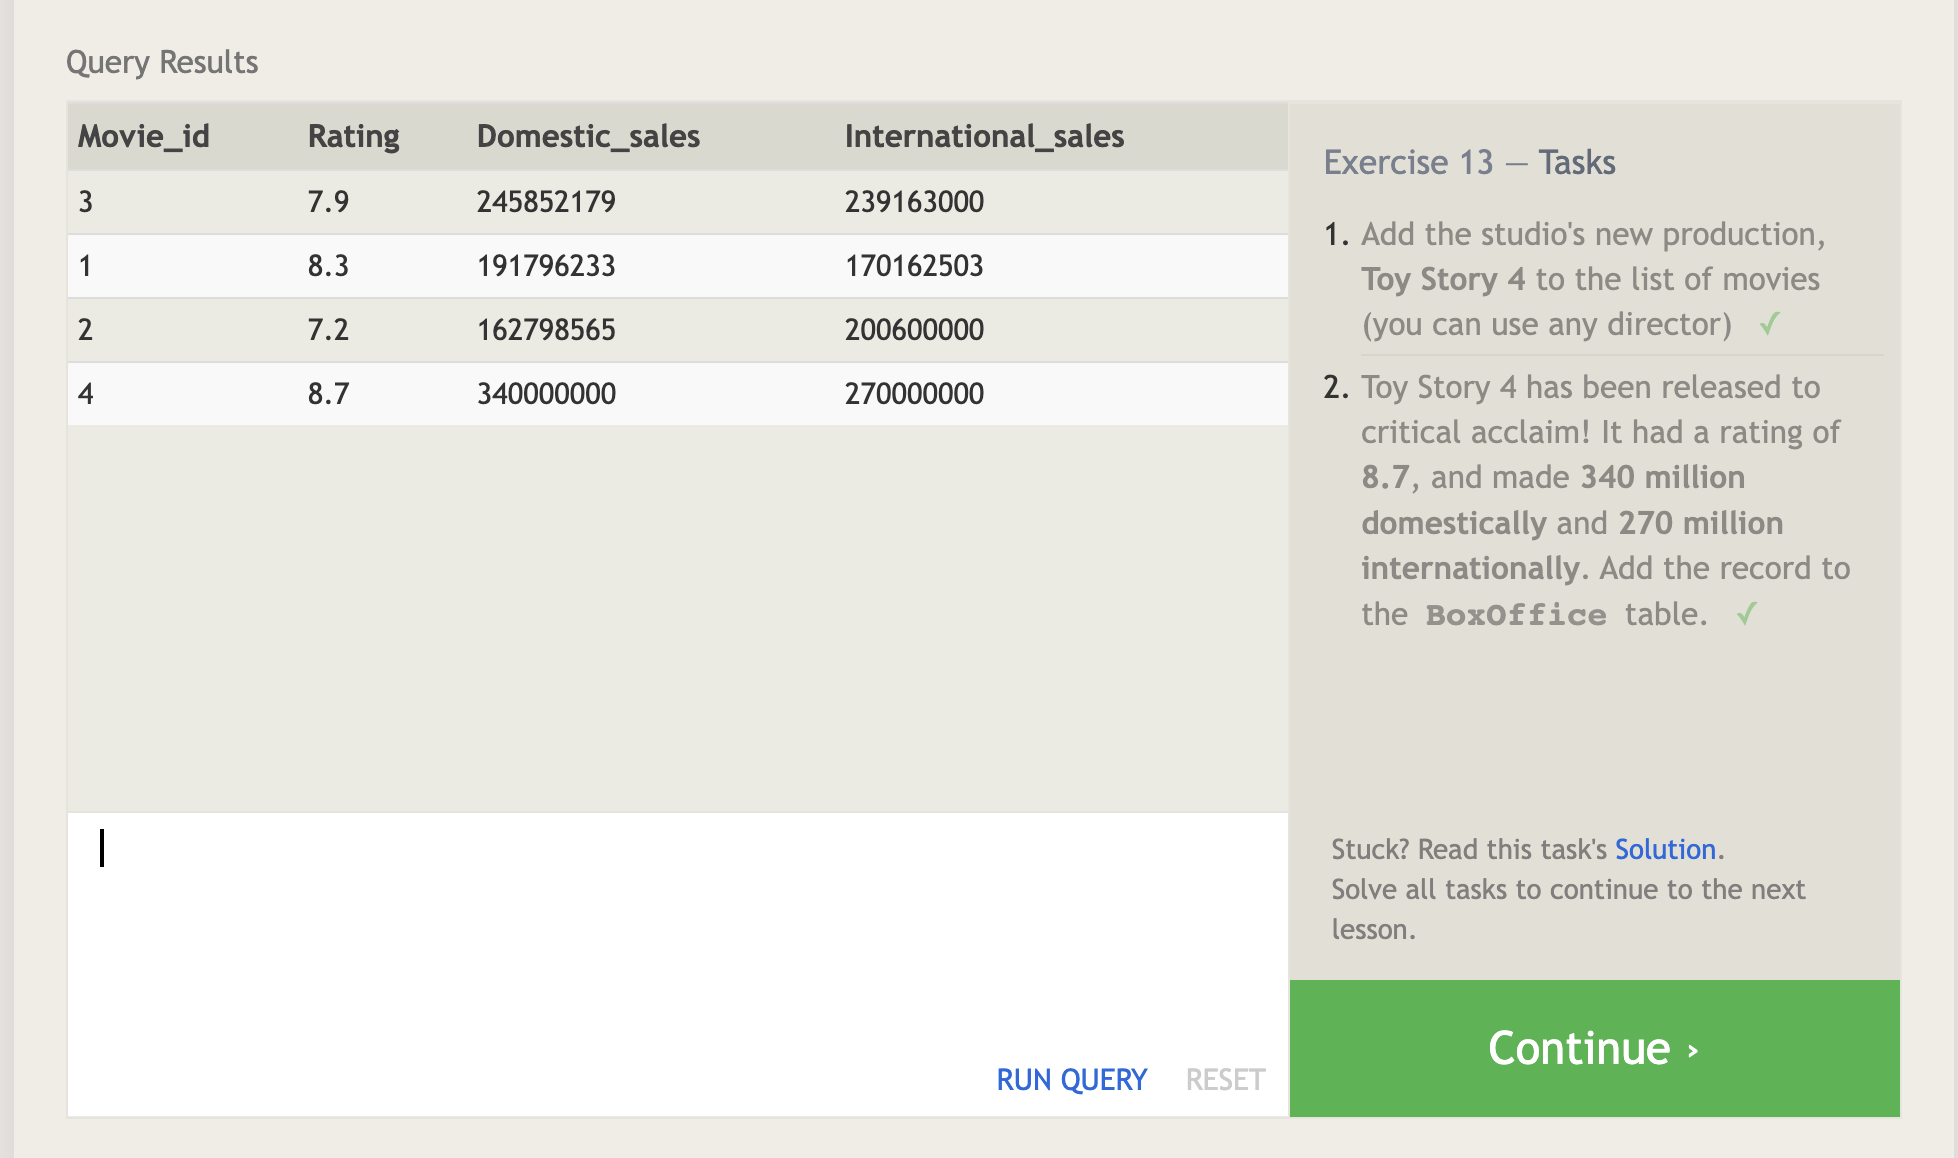 Query Results
Movie_id Rating Domestic_sales International_sales
3 7.9 245852179 239163000
1 8.3 191796233 170162503
2 7.2 162798565 200600000
4 8.7 340000000 270000000
RUN QUERY RESET
Exercise 13 — Tasks
1. Add the studio's new production,
Toy Story 4 to the list of movies
(you can use any director) ✓
2. Toy Story 4 has been released to
critical acclaim! It had a rating of
8.7, and made 340 million
domestically and 270 million
internationally. Add the record to
the BoxOffice table. ✓
Stuck? Read this task's Solution.
Solve all tasks to continue to the next
lesson.
Continue ›